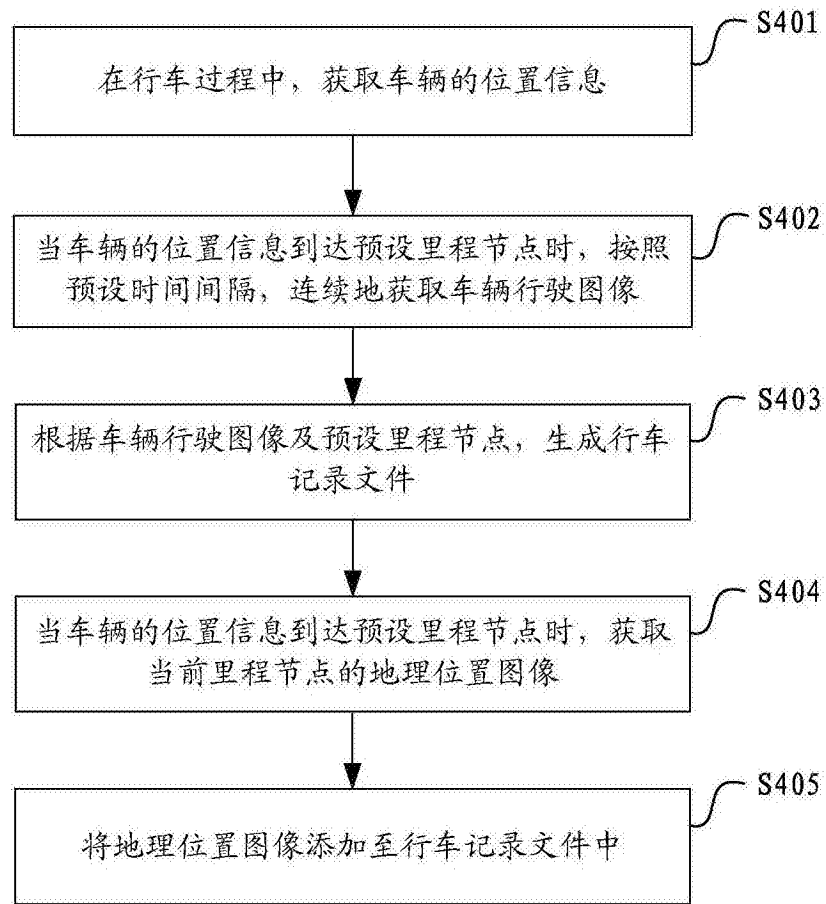 S401
在行车过程中，获取车辆的位置信息
S402
当车辆的位置信息到达预设里程节点时，按照
预设时间间隔，连续地获取车辆行驶图像
S403
根据车辆行驶图像及预设里程节点，生成行车
记录文件
S404
当车辆的位置信息到达预设里程节点时，获取
当前里程节点的地理位置图像
S405
将地理位置图像添加至行车记录文件中